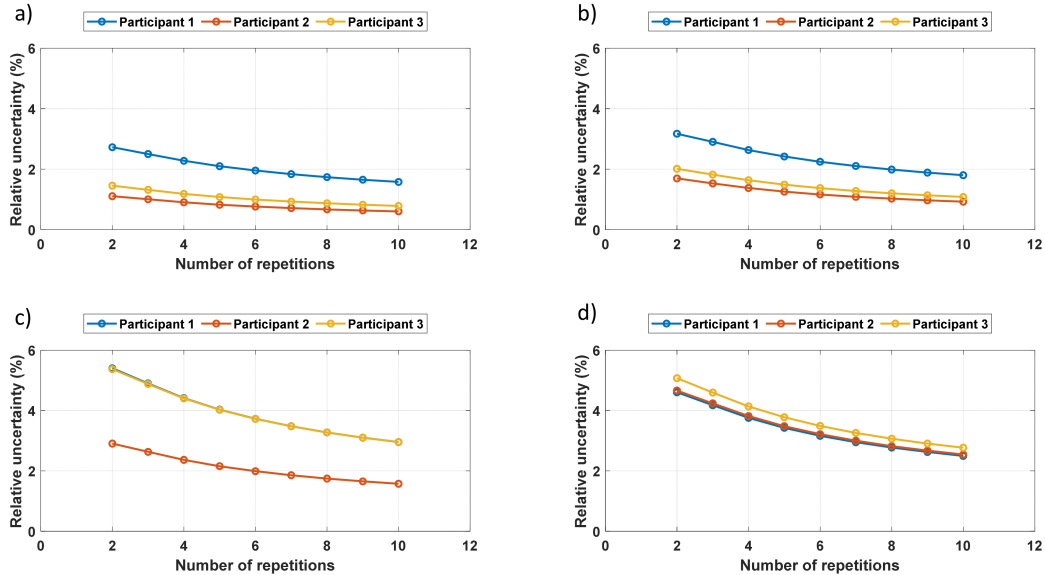 a)
Participant 1 Participant 2 Participant 3
6
4
2
0
Relative uncertainty (%)
0 2 4 6 8 10 12
Number of repetitions
b)
Participant 1 Participant 2 Participant 3
6
4
2
0
Relative uncertainty (%)
0 2 4 6 8 10 12
Number of repetitions
c)
Participant 1 Participant 2 Participant 3
6
4
2
0
Relative uncertainty (%)
0 2 4 6 8 10 12
Number of repetitions
d)
Participant 1 Participant 2 Participant 3
6
4
2
0
Relative uncertainty (%)
0 2 4 6 8 10 12
Number of repetitions